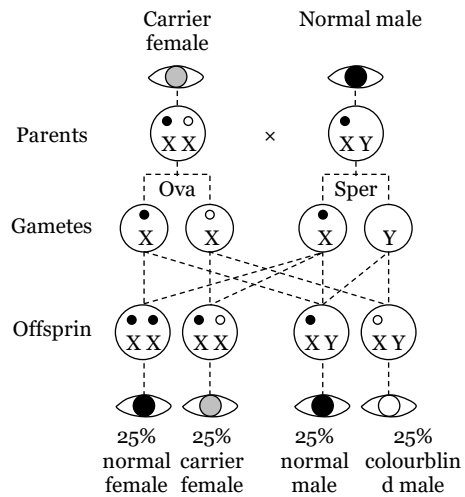 Carrier
female
Normal male
Parents
X X
×
X Y
Ova
Sper
Gametes
X
X
X
Y
Offsprin
X X
X X
X Y
X Y
25%
normal
female
25%
carrier
female
25%
normal
male
25%
colourblin
d male